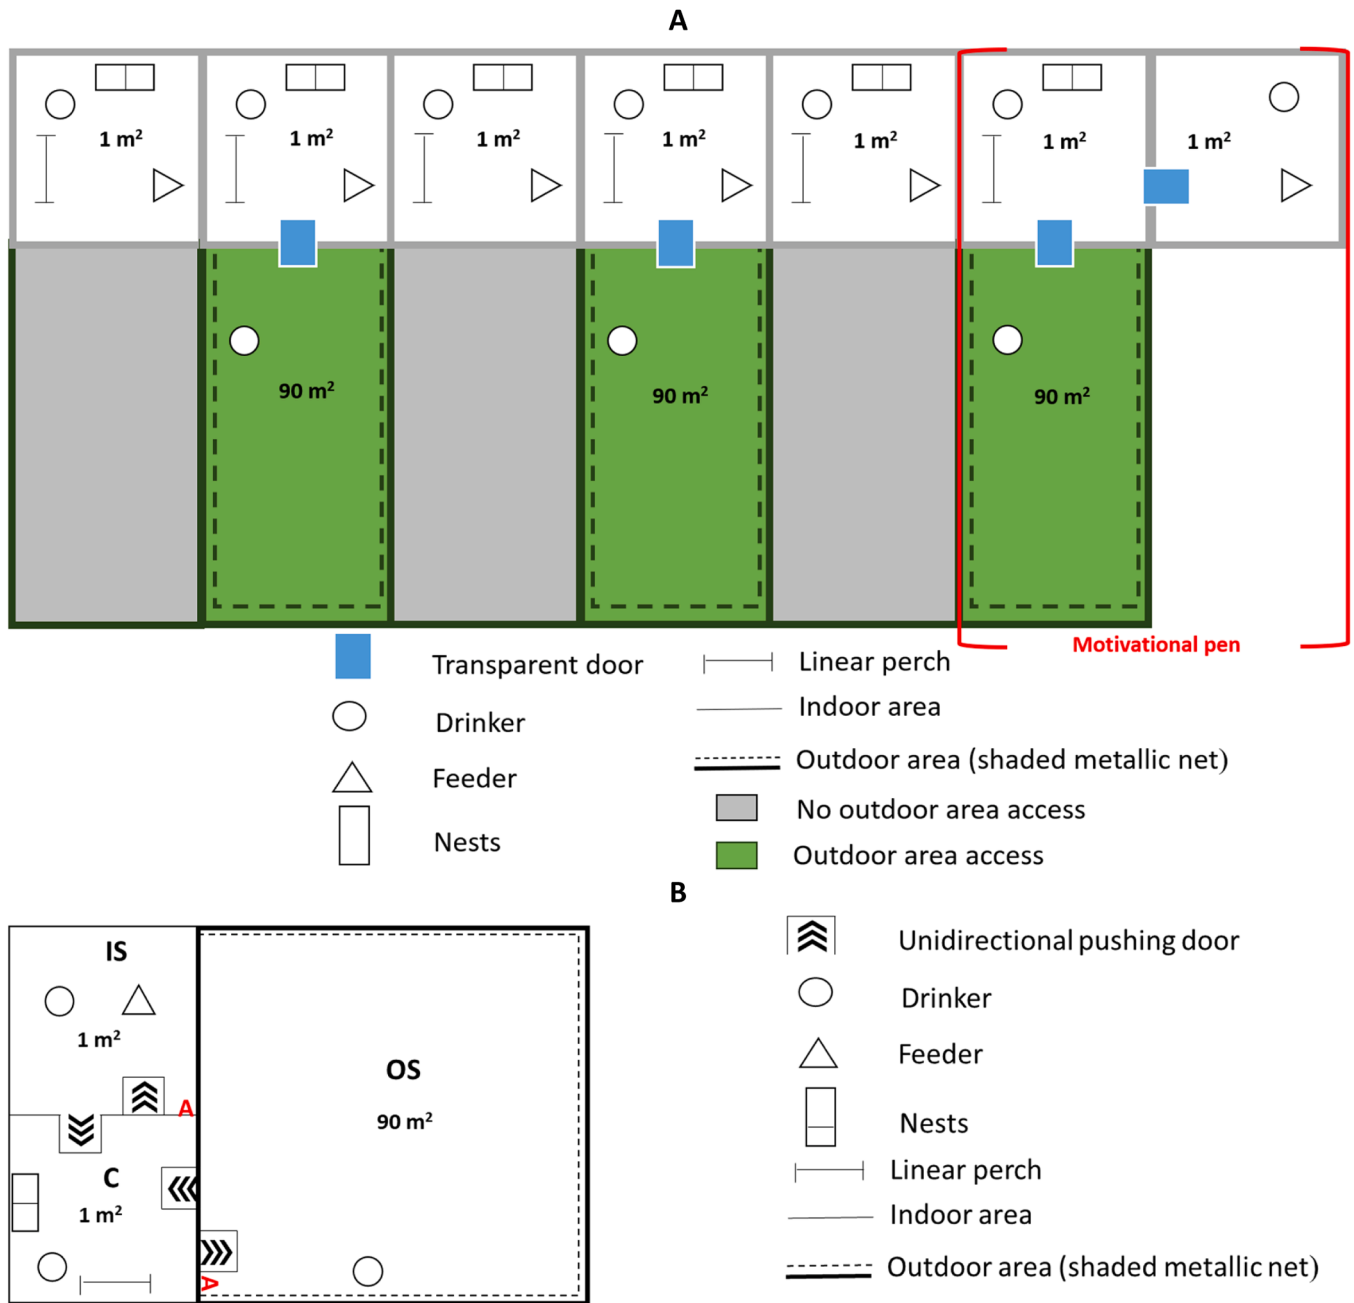 A
1 m²
1 m²
1 m²
1 m²
1 m²
1 m²
1 m²
90 m²
90 m²
90 m²
Motivational pen
Transparent door
Drinker
Feeder
Nests
Linear perch
Indoor area
Outdoor area (shaded metallic net)
No outdoor area access
Outdoor area access
B
IS
1 m²
A
C
1 m²
A
OS
90 m²
Unidirectional pushing door
Drinker
Feeder
Nests
Linear perch
Indoor area
Outdoor area (shaded metallic net)